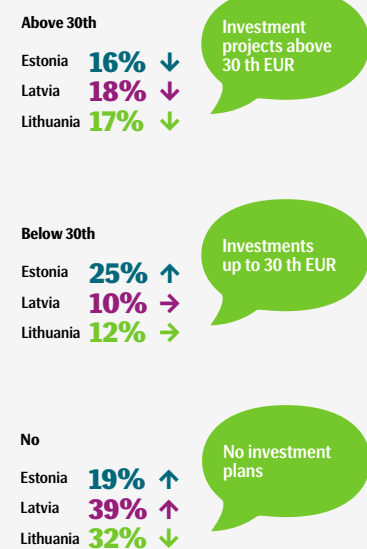 Above 30th
Investment
projects above
30 th EUR
Estonia 16% ↓
Latvia 18% ↓
Lithuania 17% ↓
Below 30th
Investments
up to 30 th EUR
Estonia 25% ↑
Latvia 10% →
Lithuania 12% →
No
No investment
plans
Estonia 19% ↑
Latvia 39% ↑
Lithuania 32% ↓